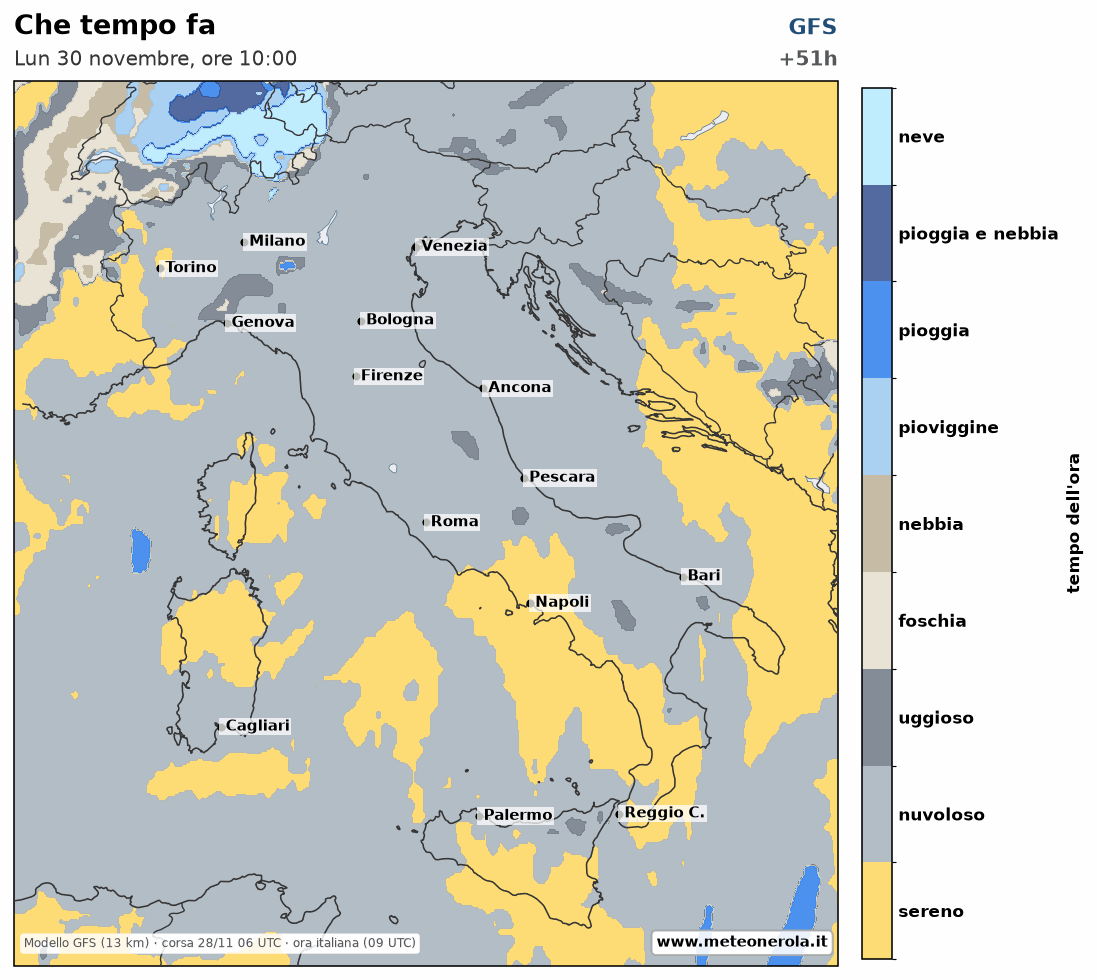 Che tempo fa
GFS
Lun 30 novembre, ore 10:00
+51h
neve
pioggia e nebbia
pioggia
pioviggine
nebbia
foschia
uggioso
nuvoloso
sereno
tempo dell'ora
Milano
Venezia
Torino
Genova
Bologna
Firenze
Ancona
Pescara
Roma
Bari
Napoli
Cagliari
Palermo
Reggio C.
Modello GFS (13 km) · corsa 28/11 06 UTC · ora italiana (09 UTC)
www.meteonerola.it